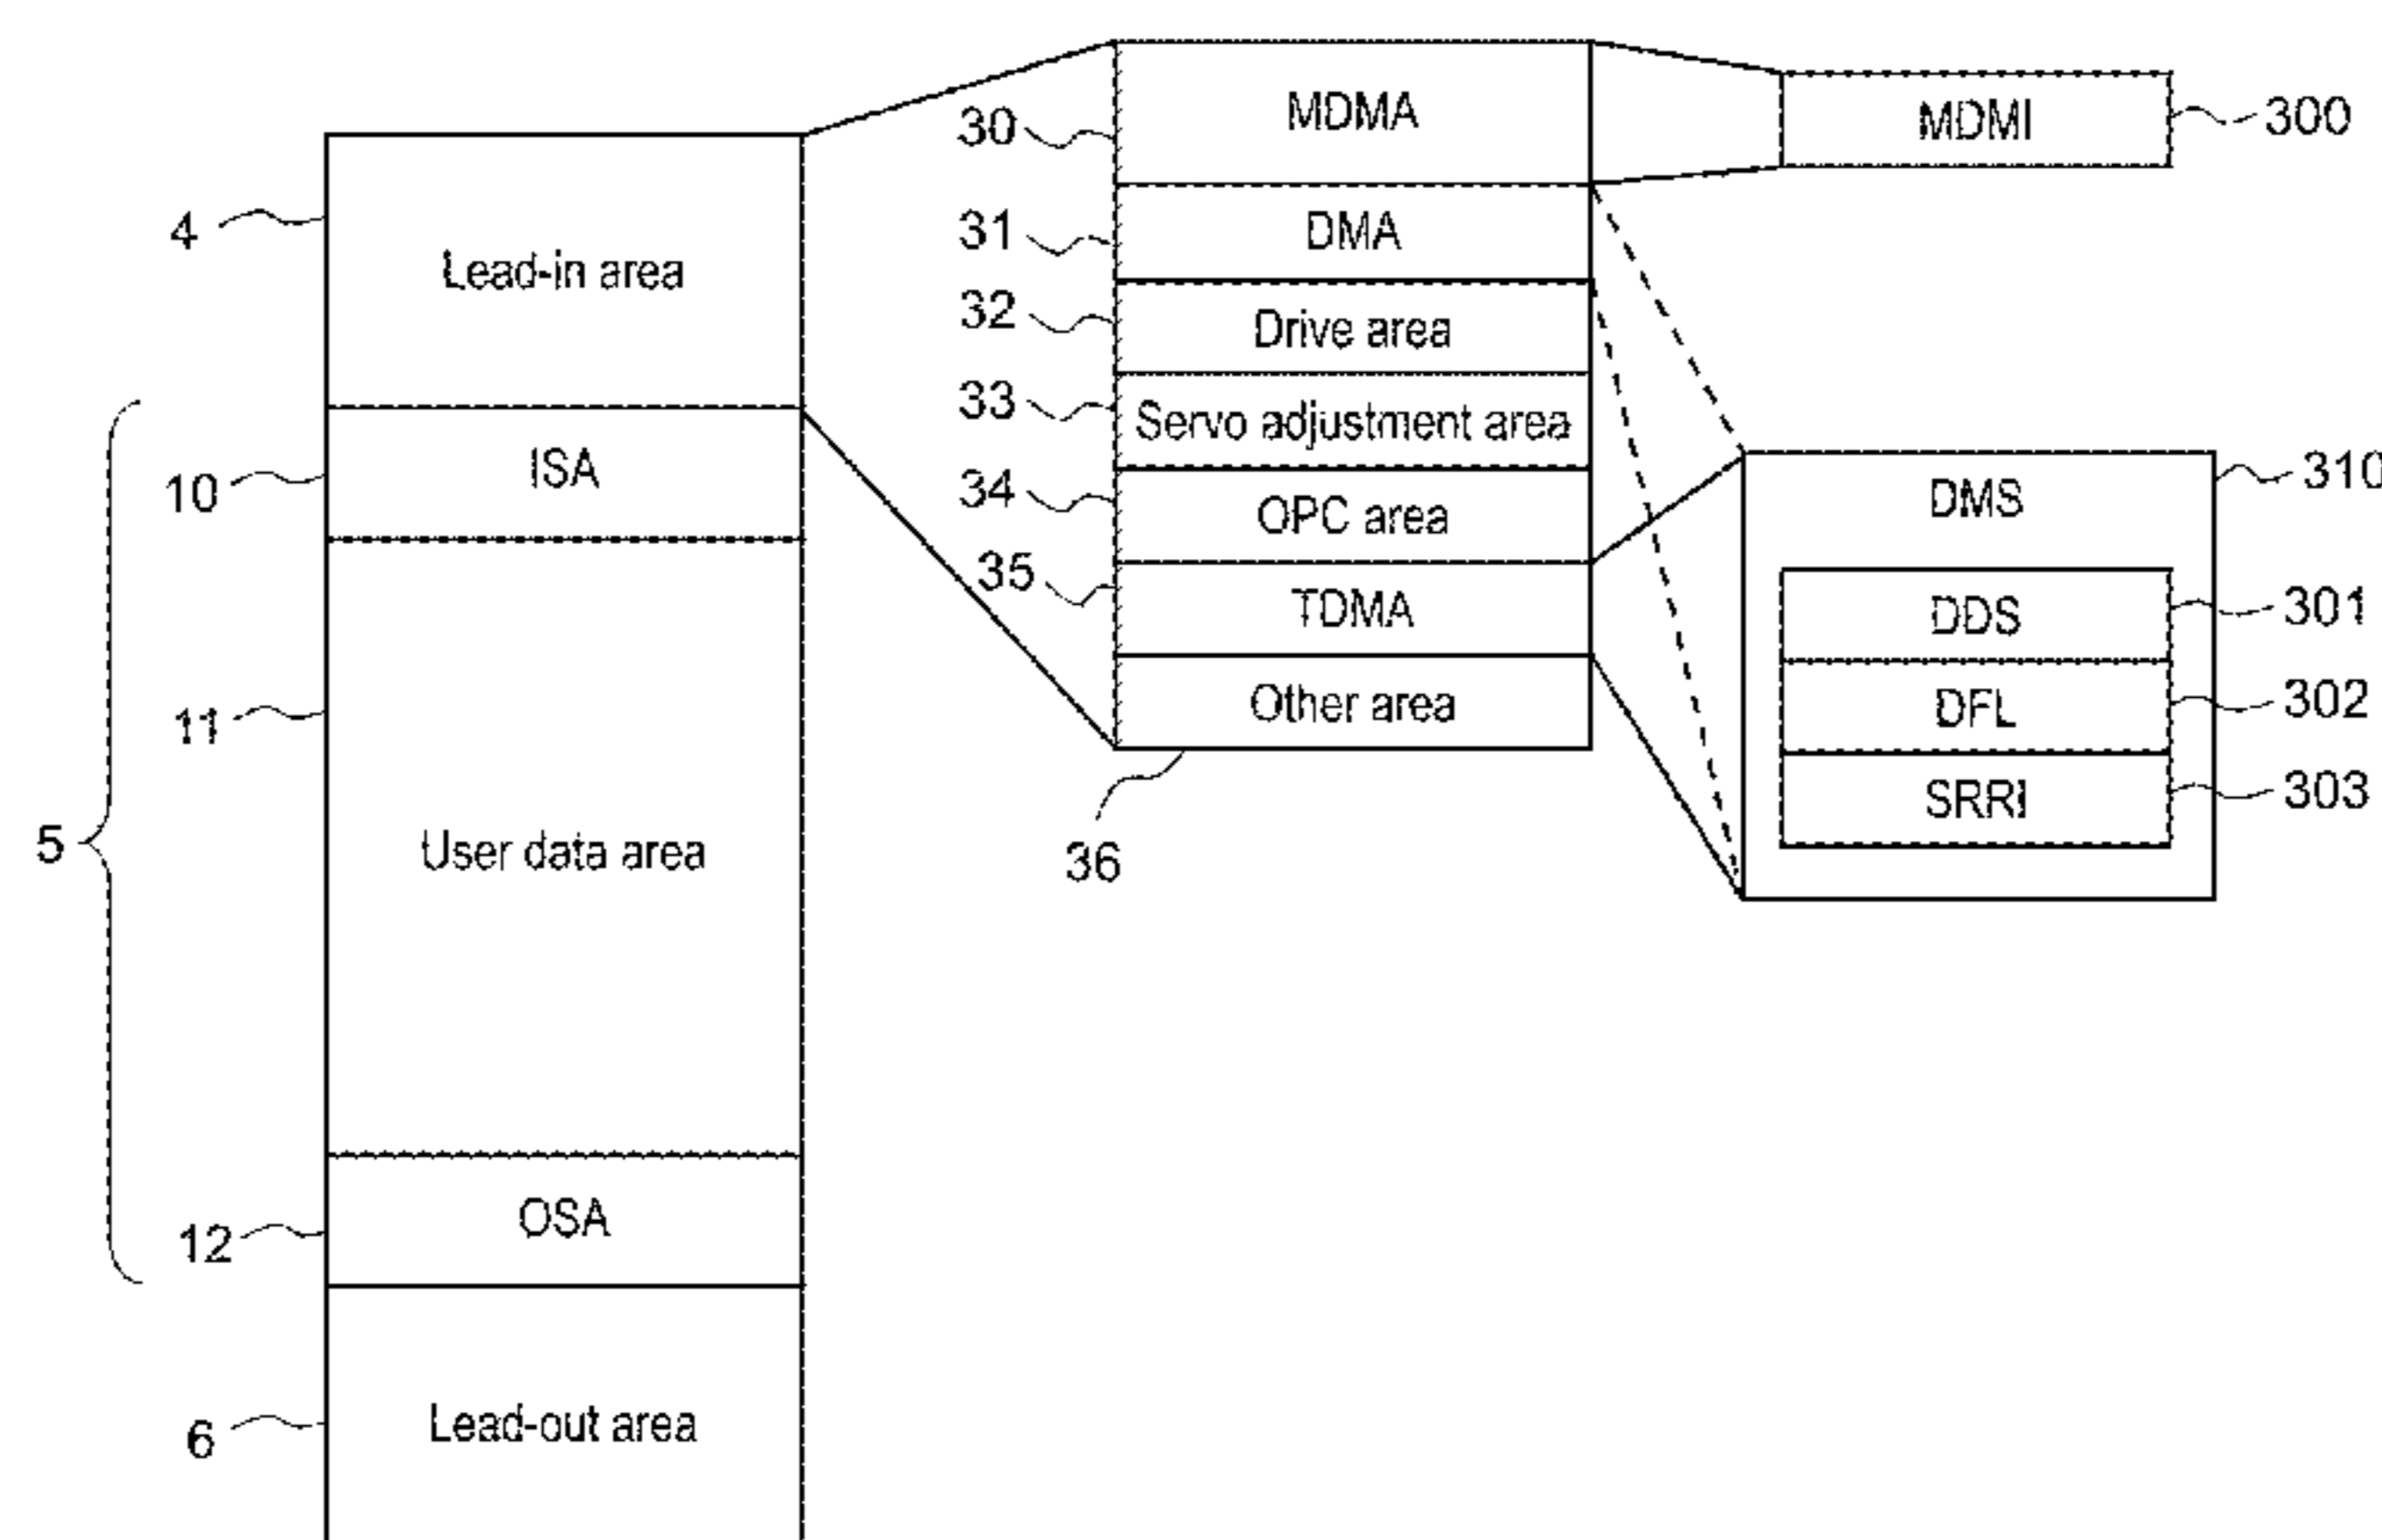 4
Lead-in area
5
10
ISA
11
User data area
12
OSA
6
Lead-out area
30
MDMA
31
DMA
32
Drive area
33
Servo adjustment area
34
OPC area
35
TDMA
Other area
36
MDMI
300
DMS
310
DDS
301
DFL
302
SRRI
303